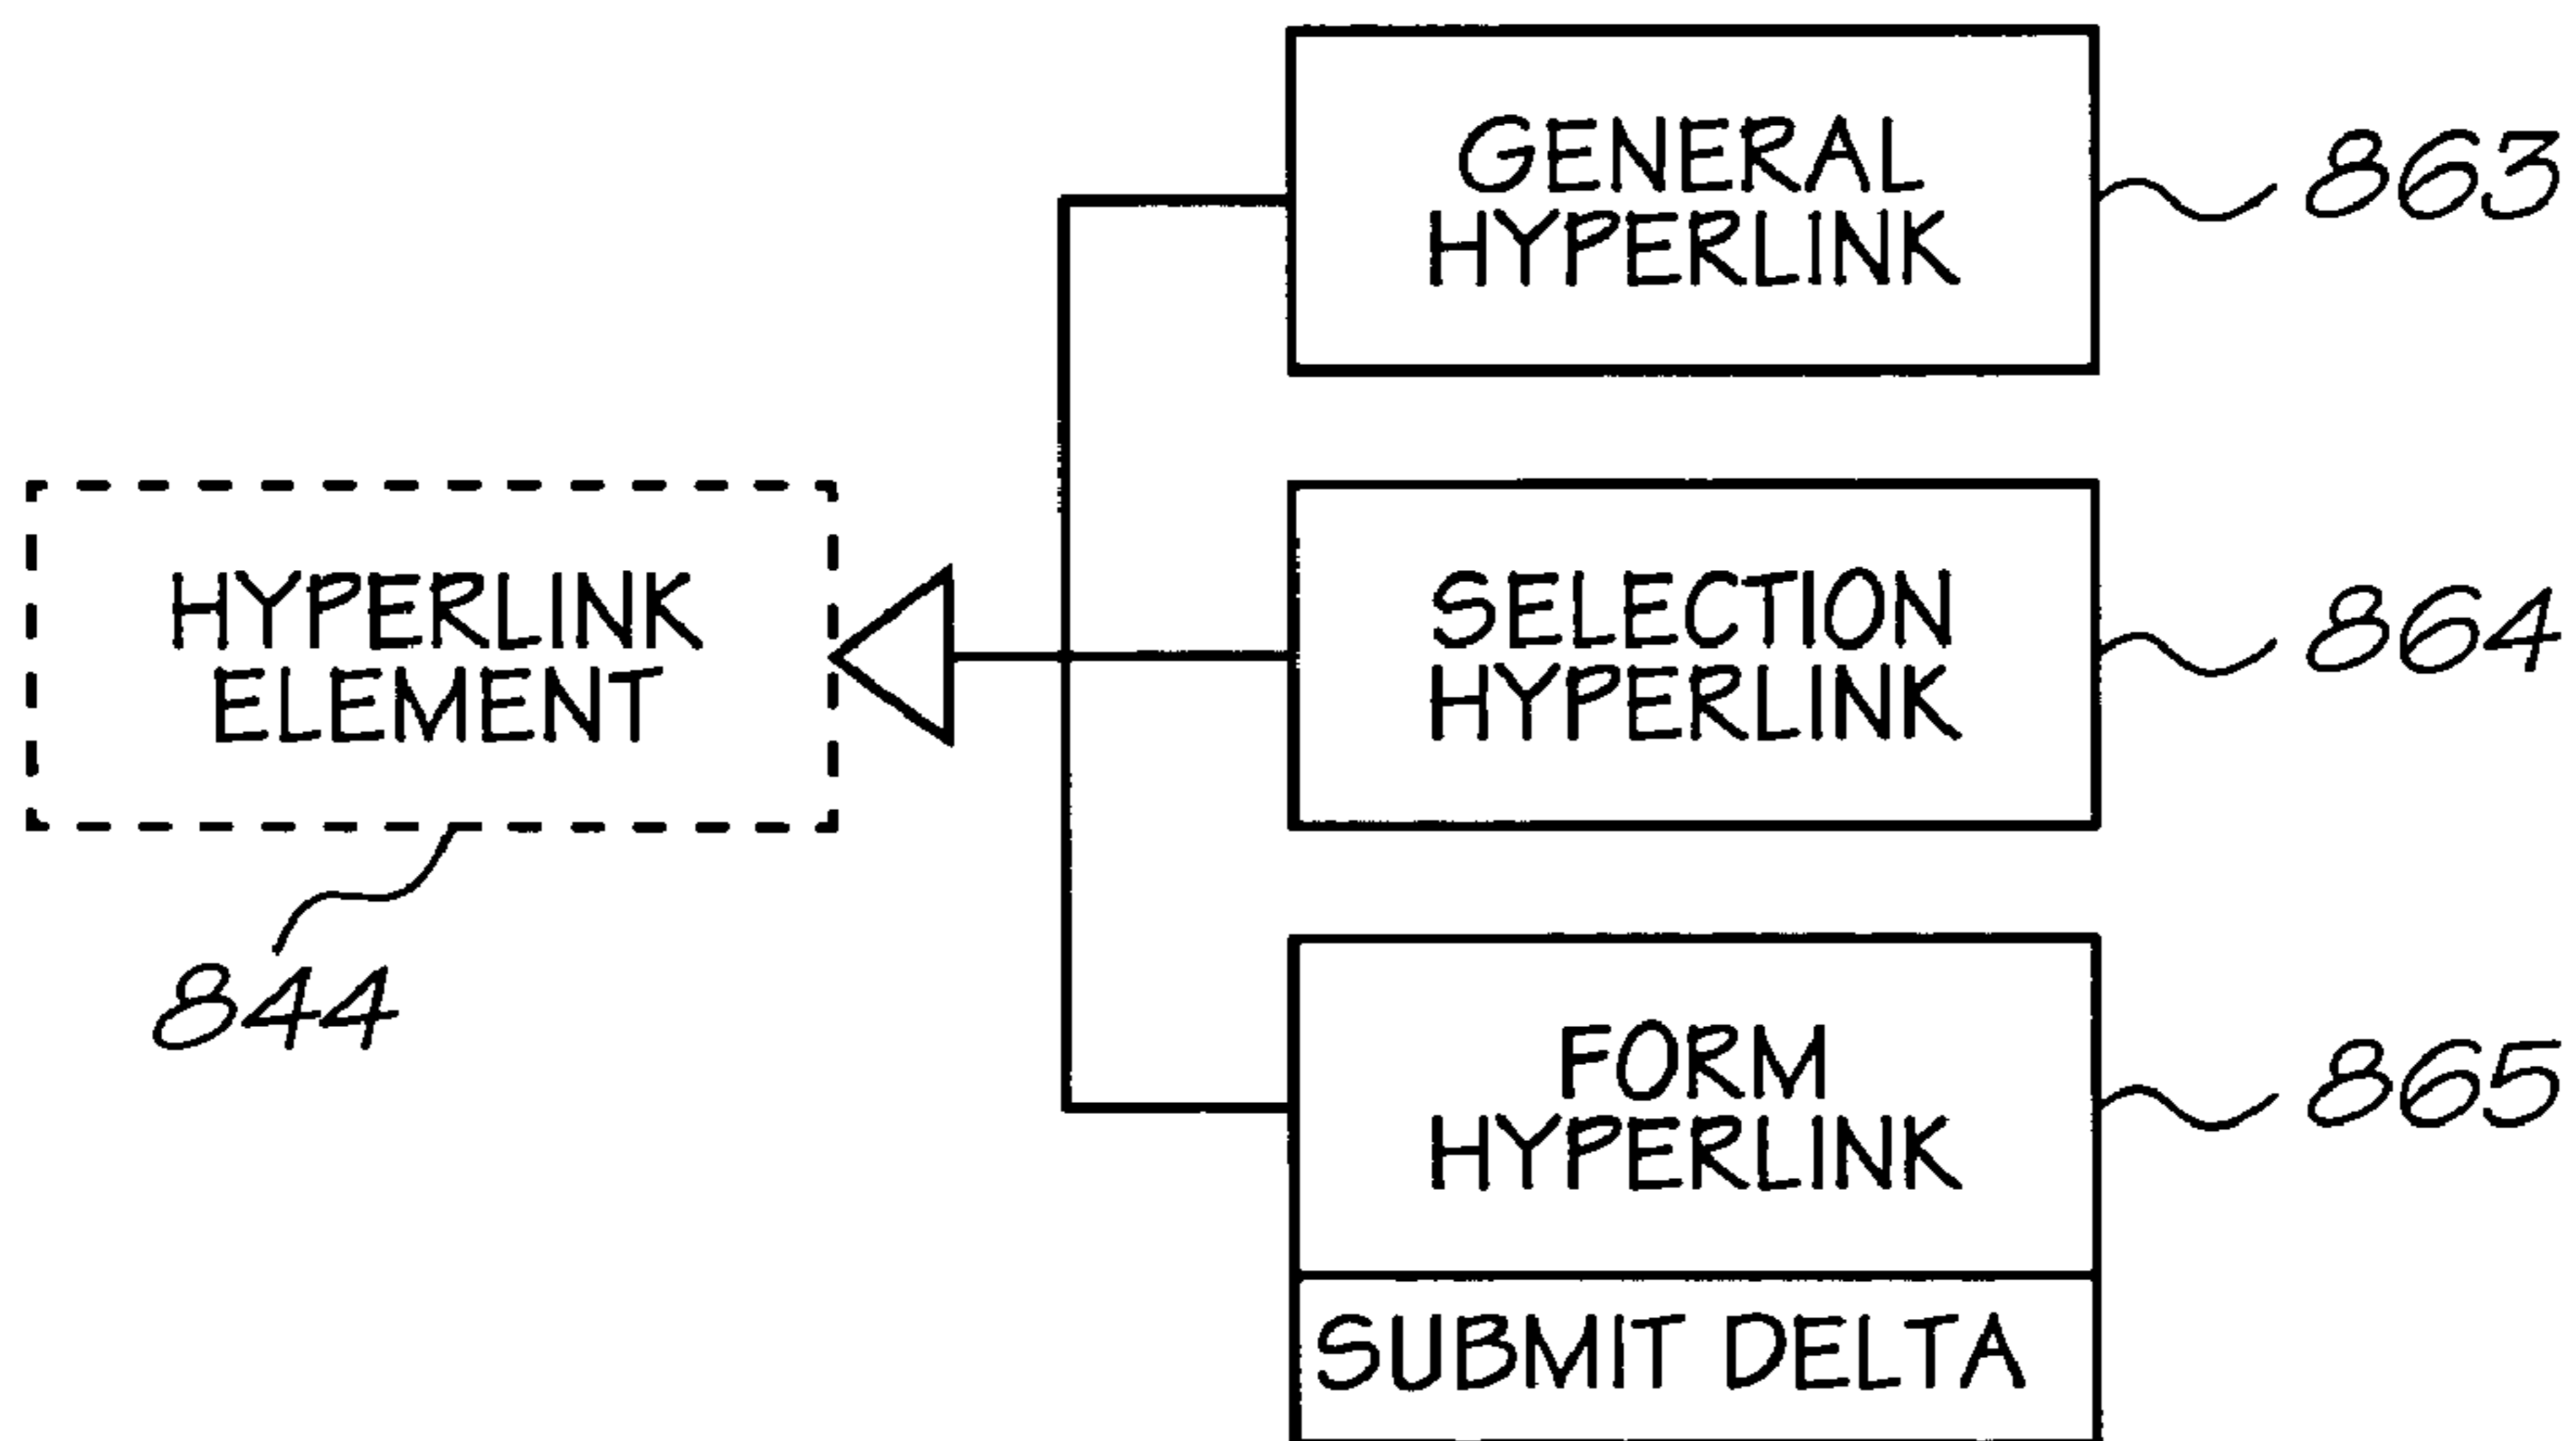 GENERAL
HYPERLINK
863
HYPERLINK
ELEMENT
844
SELECTION
HYPERLINK
864
FORM
HYPERLINK
865
SUBMIT DELTA